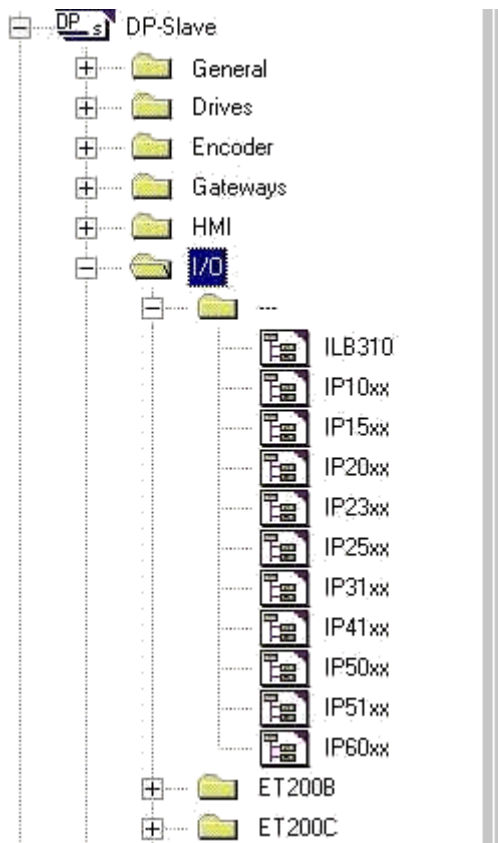 DP s DP-Slave
General
Drives
Encoder
Gateways
HMI
I/O
---
ILB310
IP10xx
IP15xx
IP20xx
IP23xx
IP25xx
IP31xx
IP41xx
IP50xx
IP51xx
IP60xx
ET200B
ET200C